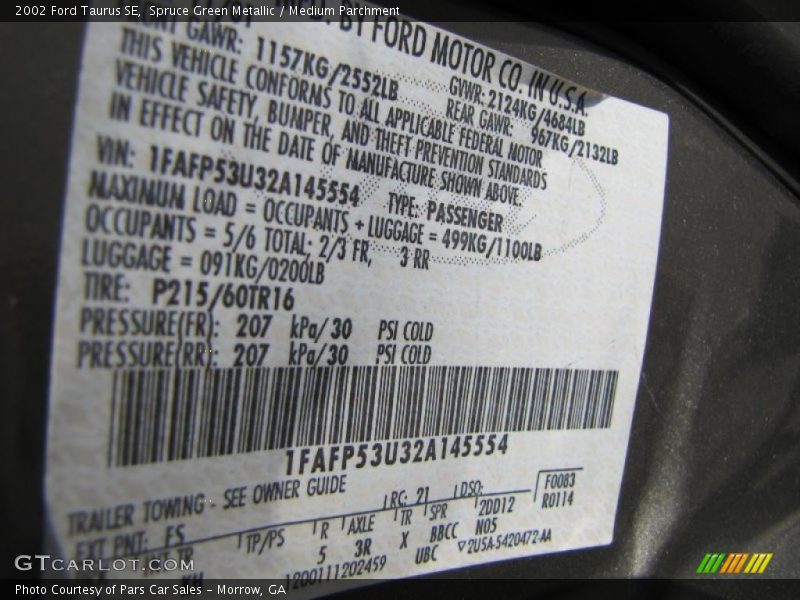 2002 Ford Taurus SE, Spruce Green Metallic / Medium Parchment
BY FORD MOTOR CO. IN U.S.A.
GAWR: 1157KG/2552LB GVWR: 2124KG/4684LB
REAR GAWR: 967KG/2132LB
THIS VEHICLE CONFORMS TO ALL APPLICABLE FEDERAL MOTOR
VEHICLE SAFETY, BUMPER, AND THEFT PREVENTION STANDARDS
IN EFFECT ON THE DATE OF MANUFACTURE SHOWN ABOVE.
VIN: 1FAFP53U32A145554 TYPE: PASSENGER
MAXIMUM LOAD = OCCUPANTS + LUGGAGE = 499KG/1100LB
OCCUPANTS = 5/6 TOTAL: 2/3 FR, 3 RR
LUGGAGE = 091KG/0200LB
TIRE: P215/60TR16
PRESSURE(FR): 207 kPa/30 PSI COLD
PRESSURE(RR): 207 kPa/30 PSI COLD
1FAFP53U32A145554
TRAILER TOWING - SEE OWNER GUIDE
EXT PNT: FS RC: 21 DSO: F0083
TP/PS R AXLE TR SPR 2DD12 R0114
5 3R X BBCC N05
UBC 2U5A-5420472-AA
1200111202459
GTCARLOT.COM
Photo Courtesy of Pars Car Sales - Morrow, GA